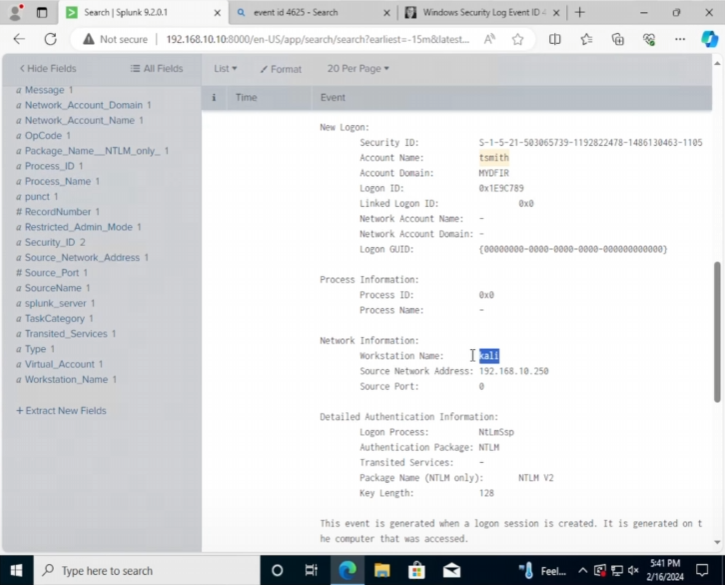 Search | Splunk 9.2.0.1
event id 4625 - Search
Windows Security Log Event ID 4
Not secure
192.168.10.10:8000/en-US/app/search/search?earliest=-15m&latest...
< Hide Fields
All Fields
List
Format
20 Per Page
i
Time
Event
a Message 1
a Network_Account_Domain 1
a Network_Account_Name 1
a OpCode 1
a Package_Name__NTLM_only_ 1
a Process_ID 1
a Process_Name 1
a punct 1
# RecordNumber 1
a Restricted_Admin_Mode 1
a Security_ID 2
a Source_Network_Address 1
# Source_Port 1
a SourceName 1
a splunk_server 1
a TaskCategory 1
a Transited_Services 1
a Type 1
a Virtual_Account 1
a Workstation_Name 1
+ Extract New Fields
New Logon:
Security ID: S-1-5-21-503065739-1192822478-1486130463-1105
Account Name: tsmith
Account Domain: MYDFIR
Logon ID: 0x1E9C789
Linked Logon ID: 0x0
Network Account Name: -
Network Account Domain: -
Logon GUID: {00000000-0000-0000-0000-000000000000}
Process Information:
Process ID: 0x0
Process Name: -
Network Information:
Workstation Name: kali
Source Network Address: 192.168.10.250
Source Port: 0
Detailed Authentication Information:
Logon Process: NtLmSsp
Authentication Package: NTLM
Transited Services: -
Package Name (NTLM only): NTLM V2
Key Length: 128
This event is generated when a logon session is created. It is generated on t
he computer that was accessed.
Type here to search
Feel...
5:41 PM
2/16/2024